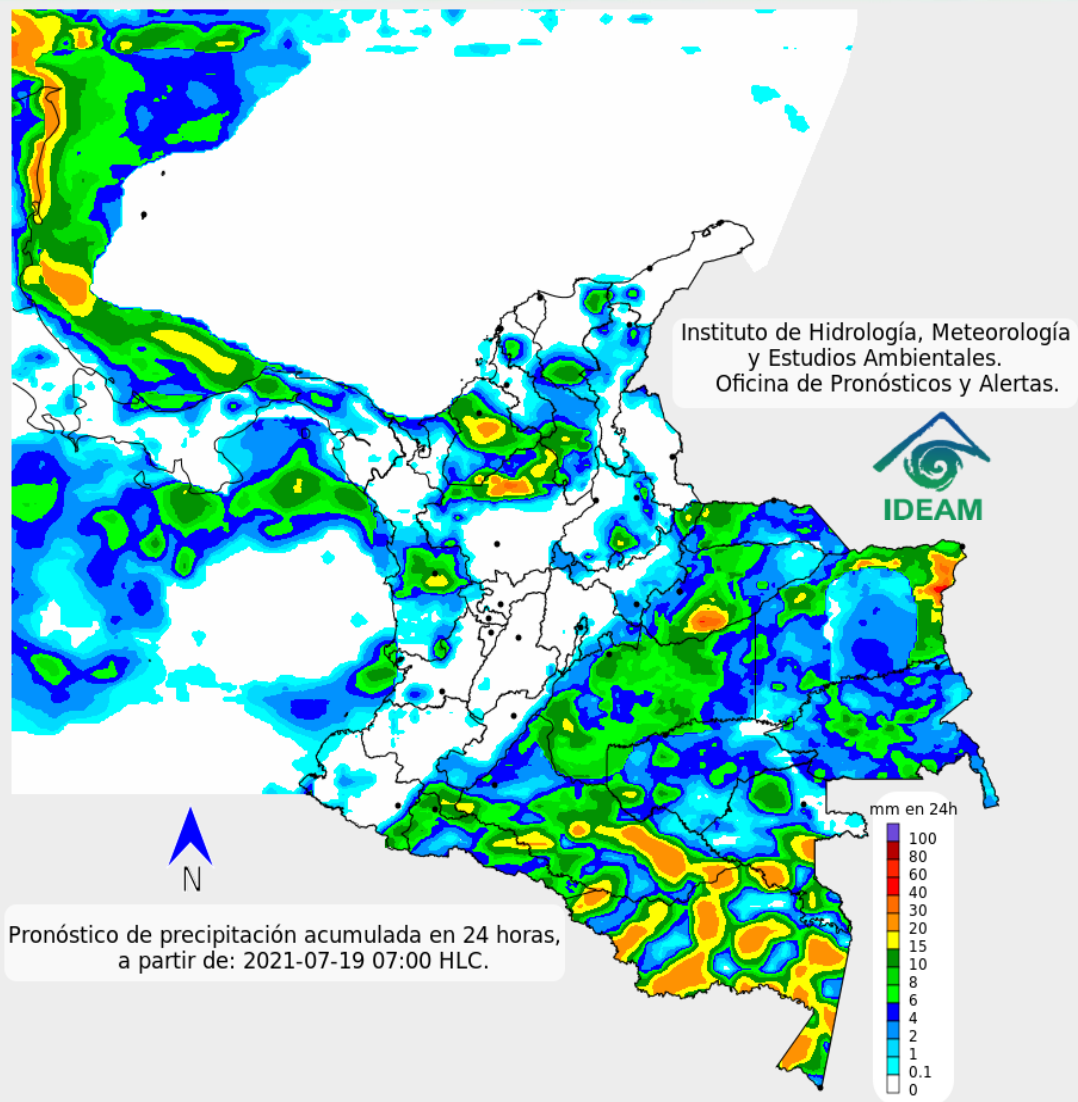 Instituto de Hidrología, Meteorología
y Estudios Ambientales.
Oficina de Pronósticos y Alertas.
IDEAM
N
Pronóstico de precipitación acumulada en 24 horas,
a partir de: 2021-07-19 07:00 HLC.
mm en 24h
100
80
60
40
30
20
15
10
8
6
4
2
1
0.1
0